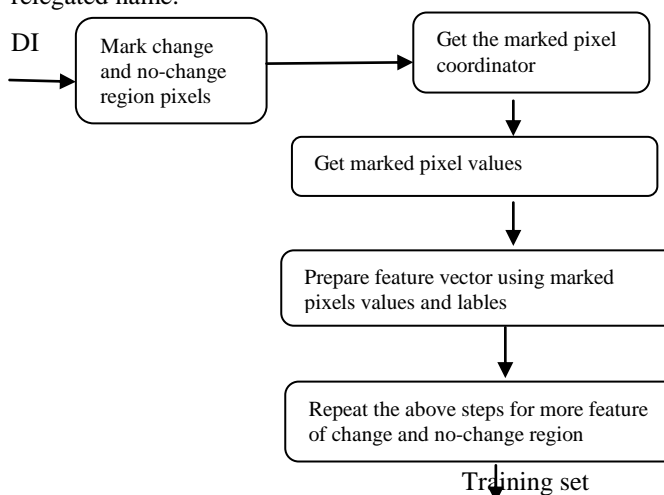 relegated name.
DI
Mark change
and no-change
region pixels
Get the marked pixel
coordinator
Get marked pixel values
Prepare feature vector using marked
pixels values and lables
Repeat the above steps for more feature
of change and no-change region
Training set